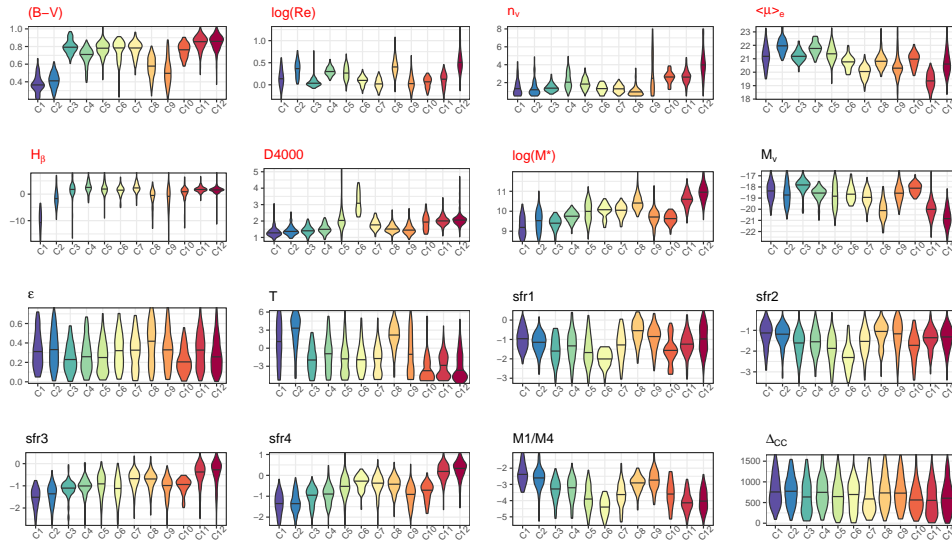 (B−V) log(Re) n_v <μ>_e
1.0 0.8 0.6 0.4
1.0 0.5 0.0
7 5 3 1
23 22 21 20 19 18
C1 C2 C3 C4 C5 C6 C7 C8 C9 C10 C11 C12
C1 C2 C3 C4 C5 C6 C7 C8 C9 C10 C11 C12
C1 C2 C3 C4 C5 C6 C7 C8 C9 C10 C11 C12
C1 C2 C3 C4 C5 C6 C7 C8 C9 C10 C11 C12
H_β D4000 log(M*) M_v
0 −10
5 4 3 2 1
11 10 9
−17 −18 −19 −20 −21 −22
C1 C2 C3 C4 C5 C6 C7 C8 C9 C10 C11 C12
C1 C2 C3 C4 C5 C6 C7 C8 C9 C10 C11 C12
C1 C2 C3 C4 C5 C6 C7 C8 C9 C10 C11 C12
C1 C2 C3 C4 C5 C6 C7 C8 C9 C10 C11 C12
ε T sfr1 sfr2
0.6 0.4 0.2 0.0
6 3 0 −3
0 −1 −2 −3
−1 −2 −3
C1 C2 C3 C4 C5 C6 C7 C8 C9 C10 C11 C12
C1 C2 C3 C4 C5 C6 C7 C8 C9 C10 C11 C12
C1 C2 C3 C4 C5 C6 C7 C8 C9 C10 C11 C12
C1 C2 C3 C4 C5 C6 C7 C8 C9 C10 C11 C12
sfr3 sfr4 M1/M4 Δ_CC
0 −1 −2
1 0 −1 −2
−2 −3 −4 −5
1500 1000 500 0
C1 C2 C3 C4 C5 C6 C7 C8 C9 C10 C11 C12
C1 C2 C3 C4 C5 C6 C7 C8 C9 C10 C11 C12
C1 C2 C3 C4 C5 C6 C7 C8 C9 C10 C11 C12
C1 C2 C3 C4 C5 C6 C7 C8 C9 C10 C11 C12